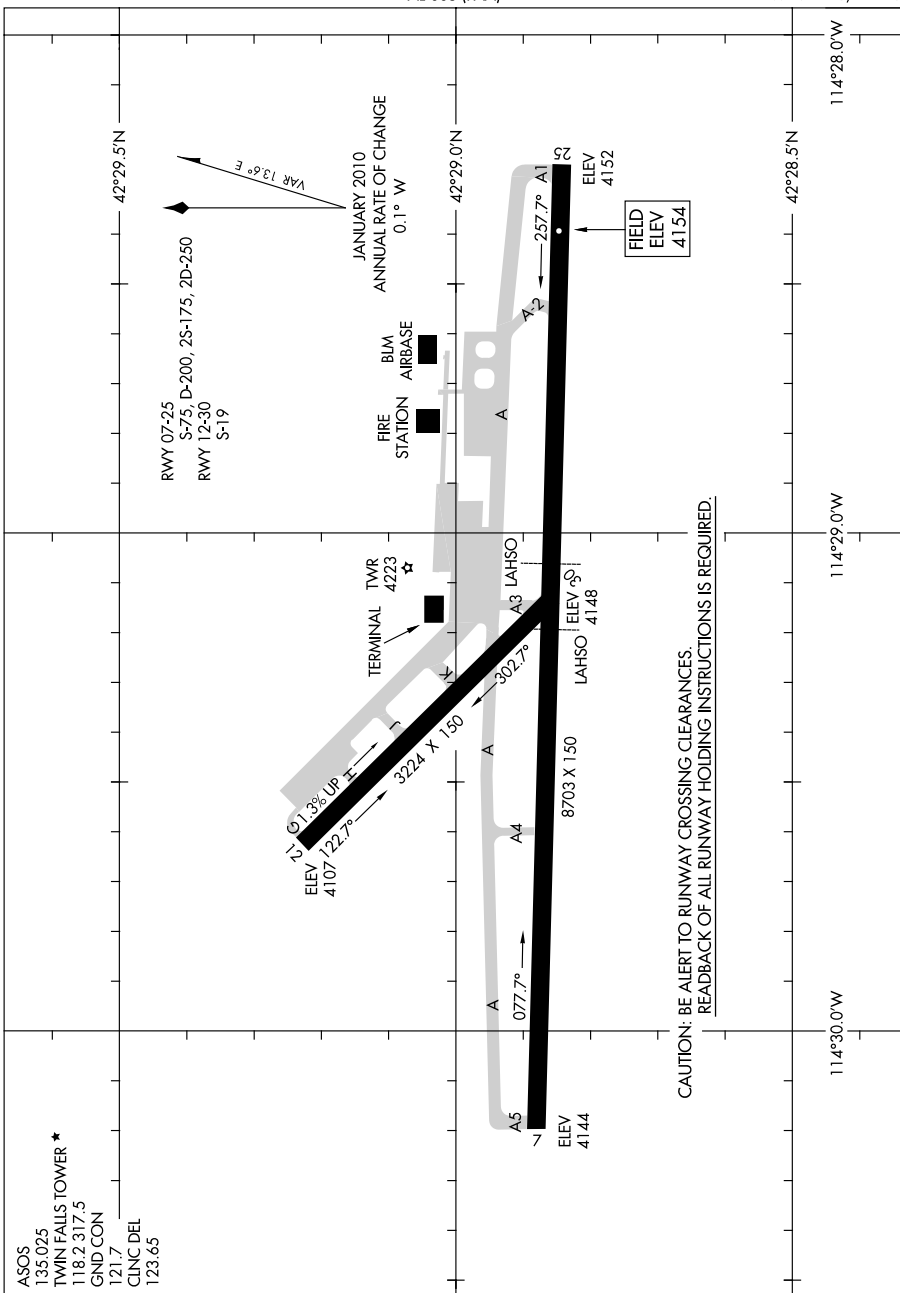 ASOS
135.025
TWIN FALLS TOWER ★
118.2 317.5
GND CON
121.7
CLNC DEL
123.65
RWY 07-25
S-75, D-200, 2S-175, 2D-250
RWY 12-30
S-19
VAR 13.6° E
JANUARY 2010
ANNUAL RATE OF CHANGE
0.1° W
42°29.5'N
42°29.0'N
42°28.5'N
114°30.0'W
114°29.0'W
114°28.0'W
TERMINAL
TWR
4223
FIRE
STATION
BLM
AIRBASE
G
12
ELEV
4107
1.3% UP
122.7°
H
J
K
3224 X 150
302.7°
A3
LAHSO
30
ELEV
4148
LAHSO
A5
7
ELEV
4144
077.7°
A
A4
A
8703 X 150
A
A-2
257.7°
A1
25
ELEV
4152
FIELD
ELEV
4154
CAUTION: BE ALERT TO RUNWAY CROSSING CLEARANCES.
READBACK OF ALL RUNWAY HOLDING INSTRUCTIONS IS REQUIRED.